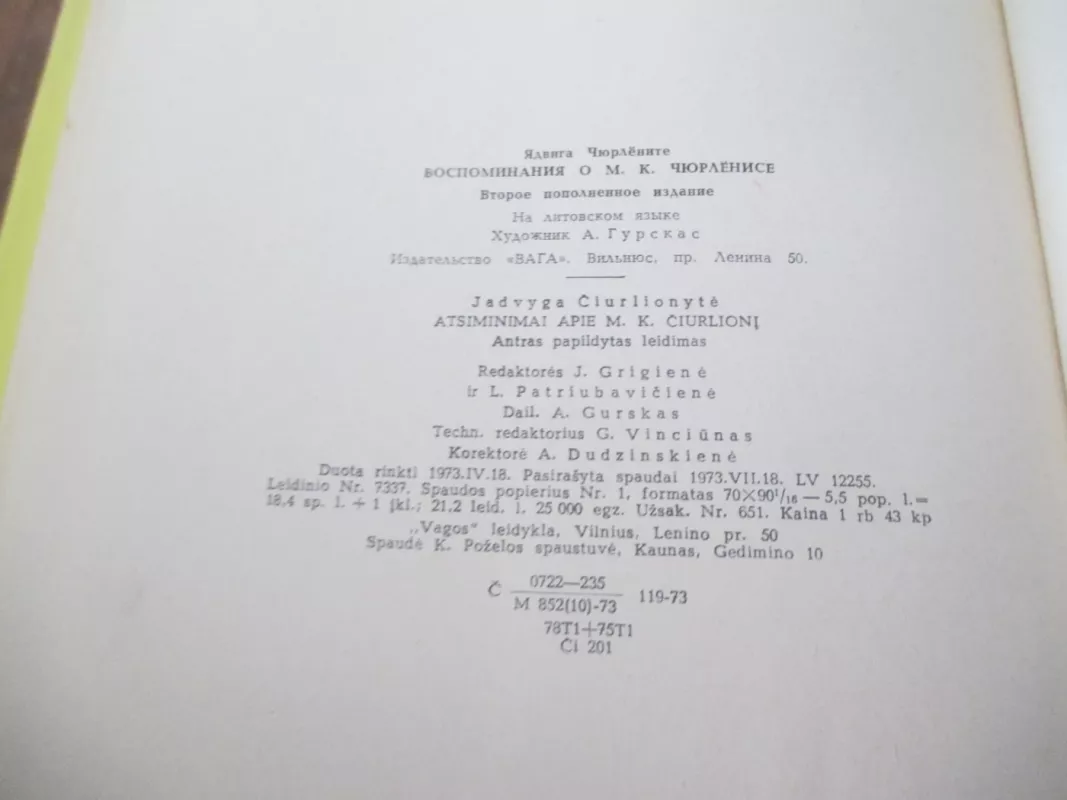 Ядвига Чюрлёните
ВОСПОМИНАНИЯ О М. К. ЧЮРЛЁНИСЕ
Второе пополненное издание
На литовском языке
Художник А. Гурскас
Издательство «ВАГА». Вильнюс, пр. Ленина 50.
Jadvyga Čiurlionytė
ATSIMINIMAI APIE M. K. ČIURLIONĮ
Antras papildytas leidimas
Redaktorės J. Grigienė
ir L. Patriubavičienė
Dail. A. Gurskas
Techn. redaktorius G. Vinciūnas
Korektorė A. Dudzinskienė
Duota rinkti 1973.IV.18. Pasirašyta spaudai 1973.VII.18. LV 12255.
Leidinio Nr. 7337. Spaudos popierius Nr. 1, formatas 70×90¹/₁₆ — 5,5 pop. l. =
18,4 sp. l. + 1 įkl.; 21,2 leid. l. 25 000 egz. Užsak. Nr. 651. Kaina 1 rb 43 kp
„Vagos" leidykla, Vilnius, Lenino pr. 50
Spaudė K. Poželos spaustuvė, Kaunas, Gedimino 10
Č 0722—235
M 852(10)-73 119-73
78T1+75T1
Či 201